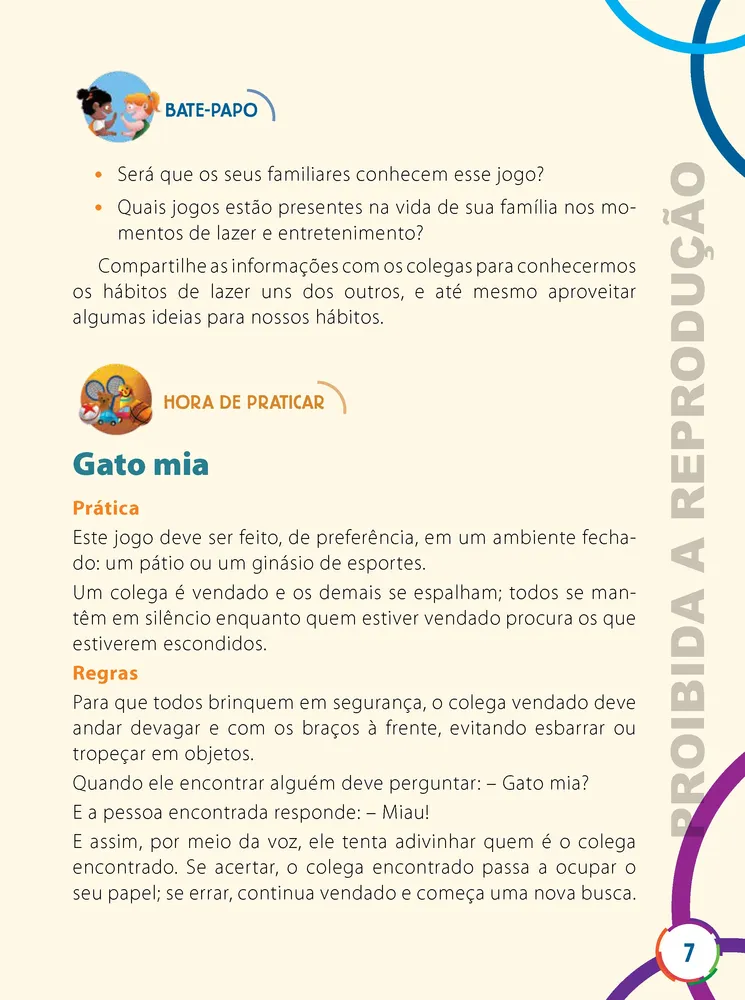 BATE-PAPO
• Será que os seus familiares conhecem esse jogo?
• Quais jogos estão presentes na vida de sua família nos mo-
mentos de lazer e entretenimento?
Compartilhe as informações com os colegas para conhecermos
os hábitos de lazer uns dos outros, e até mesmo aproveitar
algumas ideias para nossos hábitos.
HORA DE PRATICAR
Gato mia
Prática
Este jogo deve ser feito, de preferência, em um ambiente fecha-
do: um pátio ou um ginásio de esportes.
Um colega é vendado e os demais se espalham; todos se man-
têm em silêncio enquanto quem estiver vendado procura os que
estiverem escondidos.
Regras
Para que todos brinquem em segurança, o colega vendado deve
andar devagar e com os braços à frente, evitando esbarrar ou
tropeçar em objetos.
Quando ele encontrar alguém deve perguntar: – Gato mia?
E a pessoa encontrada responde: – Miau!
E assim, por meio da voz, ele tenta adivinhar quem é o colega
encontrado. Se acertar, o colega encontrado passa a ocupar o
seu papel; se errar, continua vendado e começa uma nova busca.
PROIBIDA A REPRODUÇÃO
7